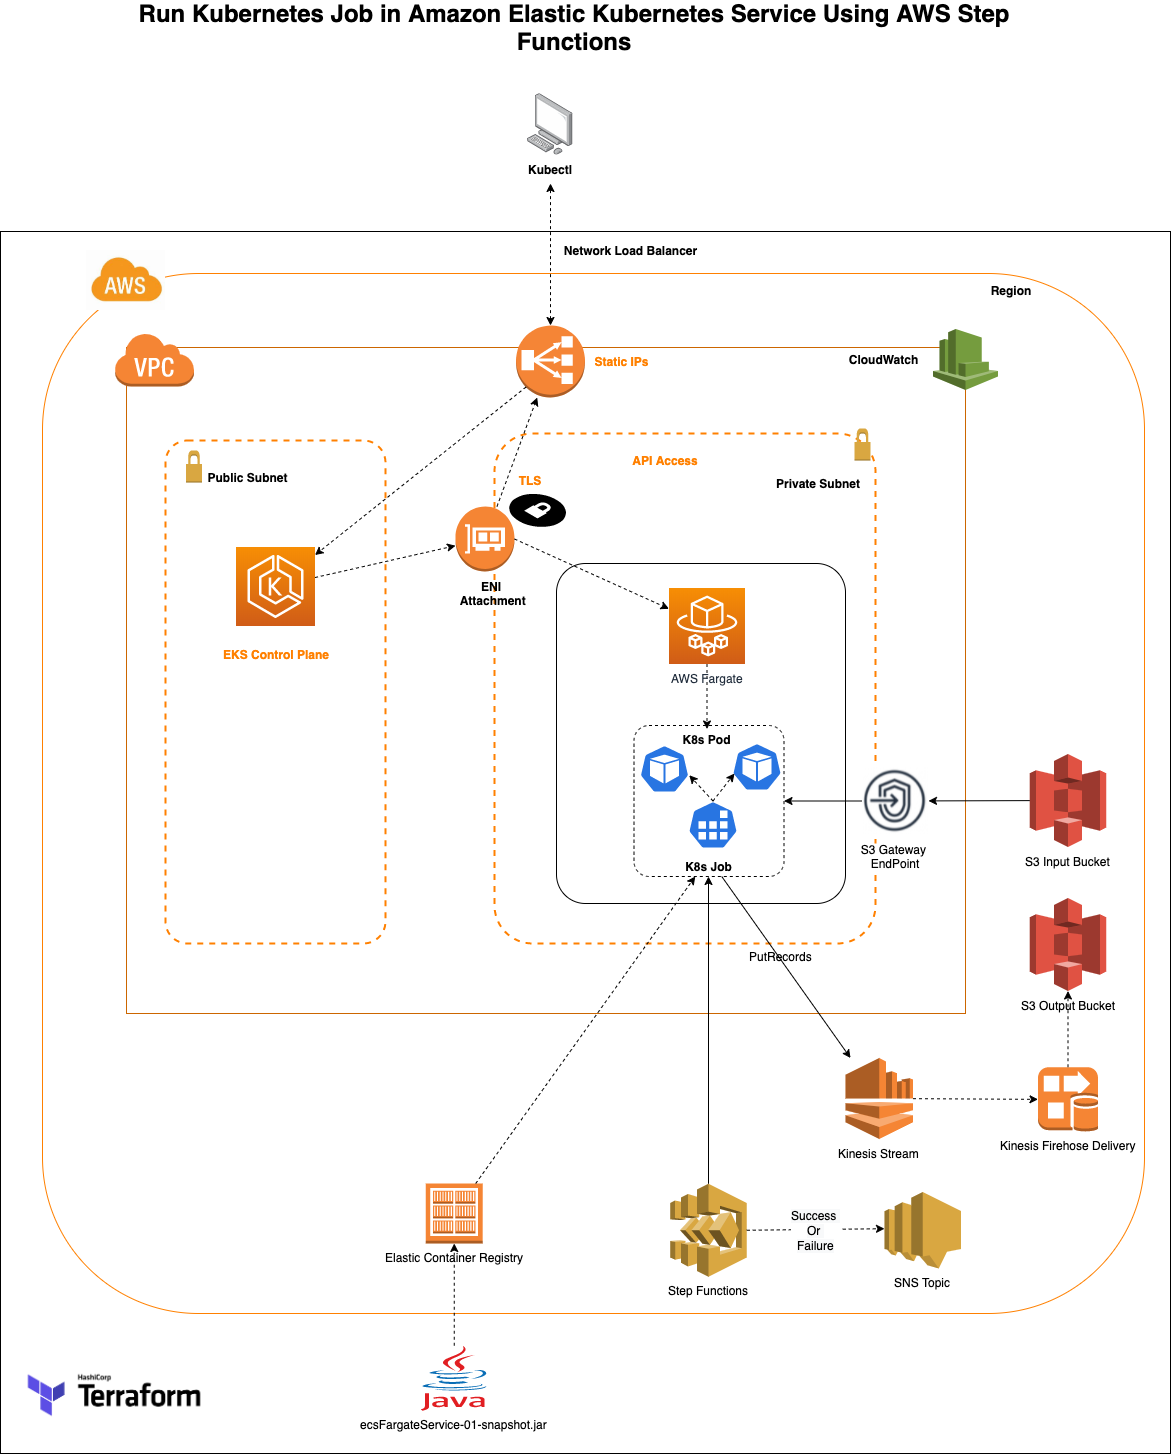 Run Kubernetes Job in Amazon Elastic Kubernetes Service Using AWS Step
Functions
Kubectl
Network Load Balancer
AWS
Region
VPC
Static IPs
CloudWatch
API Access
Public Subnet
TLS
Private Subnet
ENI
Attachment
K
EKS Control Plane
AWS Fargate
K8s Pod
K8s Job
S3 Gateway
EndPoint
S3 Input Bucket
PutRecords
S3 Output Bucket
Kinesis Stream
Kinesis Firehose Delivery
Elastic Container Registry
Success
Or
Failure
Step Functions
SNS Topic
HashiCorp
Terraform
Java
ecsFargateService-01-snapshot.jar